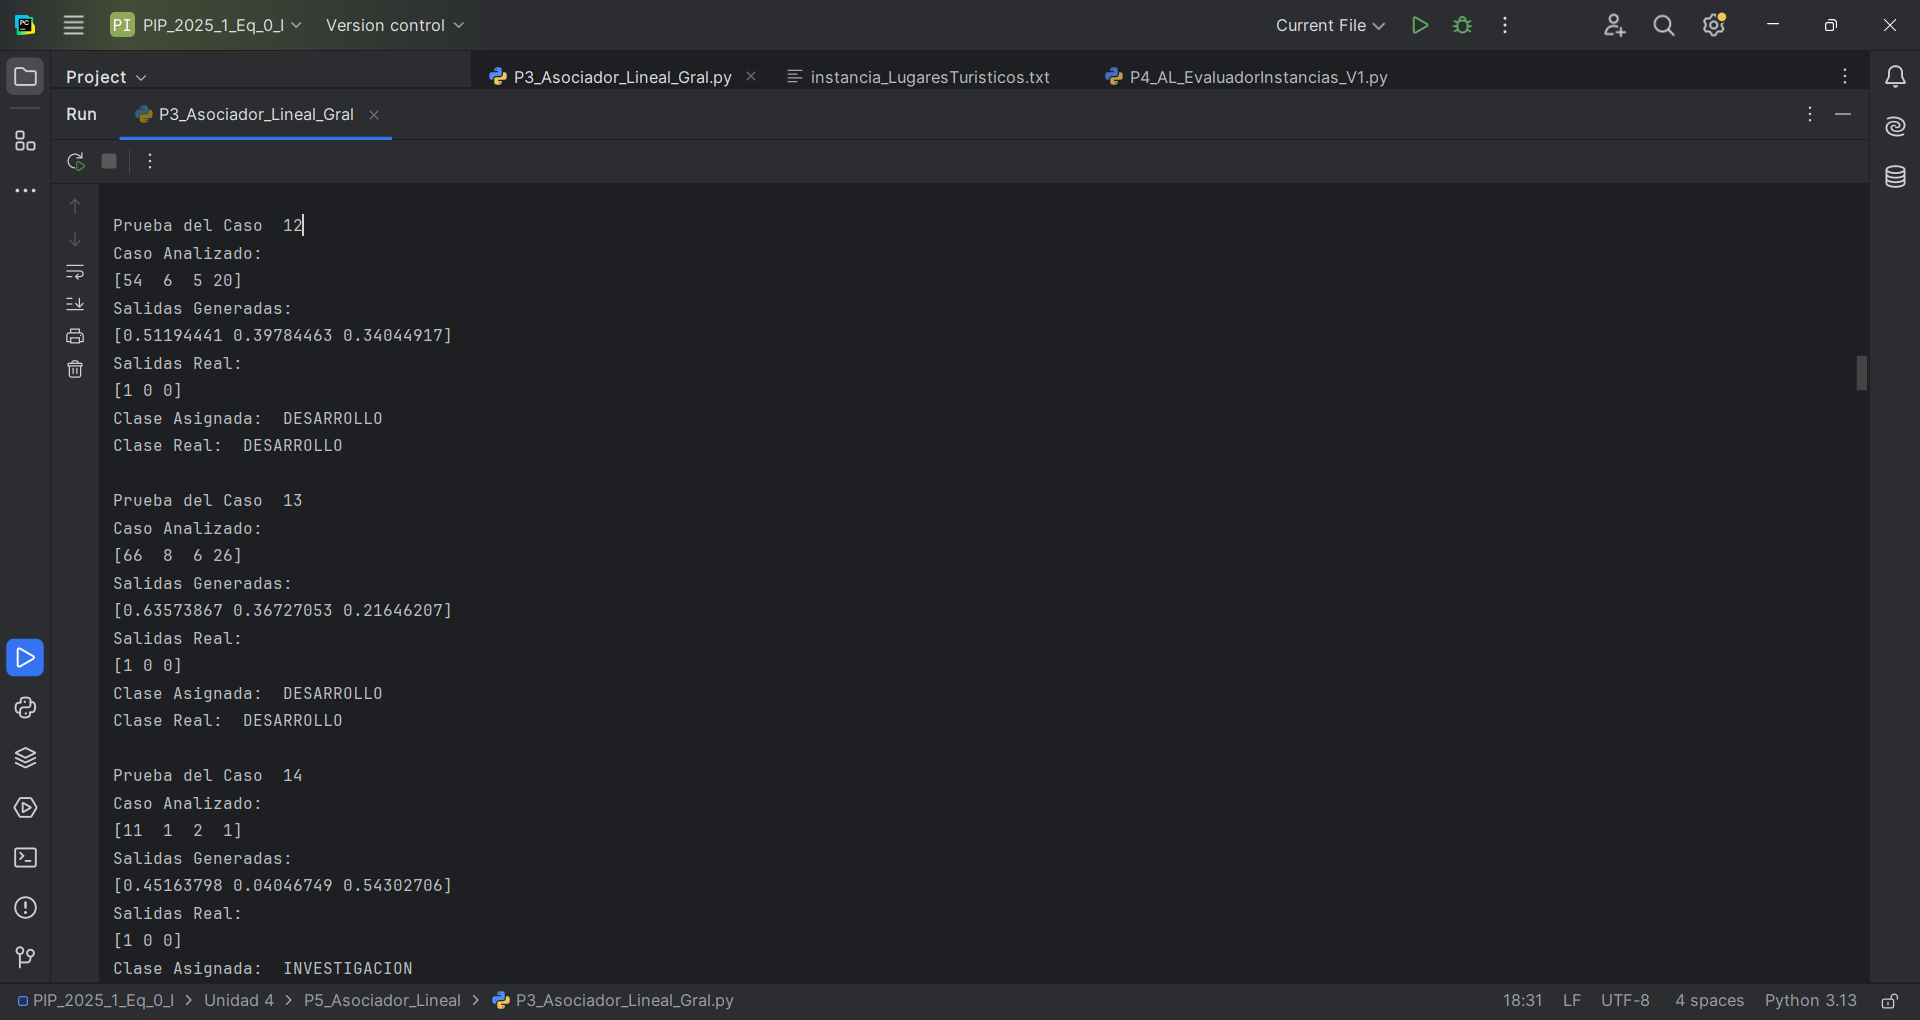 PC
PI PIP_2025_1_Eq_0_I Version control Current File
Project P3_Asociador_Lineal_Gral.py instancia_LugaresTuristicos.txt P4_AL_EvaluadorInstancias_V1.py
Run P3_Asociador_Lineal_Gral
Prueba del Caso  12
Caso Analizado:
[54  6  5 20]
Salidas Generadas:
[0.51194441 0.39784463 0.34044917]
Salidas Real:
[1 0 0]
Clase Asignada:  DESARROLLO
Clase Real:  DESARROLLO
Prueba del Caso  13
Caso Analizado:
[66  8  6 26]
Salidas Generadas:
[0.63573867 0.36727053 0.21646207]
Salidas Real:
[1 0 0]
Clase Asignada:  DESARROLLO
Clase Real:  DESARROLLO
Prueba del Caso  14
Caso Analizado:
[11  1  2  1]
Salidas Generadas:
[0.45163798 0.04046749 0.54302706]
Salidas Real:
[1 0 0]
Clase Asignada:  INVESTIGACION
PIP_2025_1_Eq_0_I > Unidad 4 > P5_Asociador_Lineal > P3_Asociador_Lineal_Gral.py 18:31 LF UTF-8 4 spaces Python 3.13